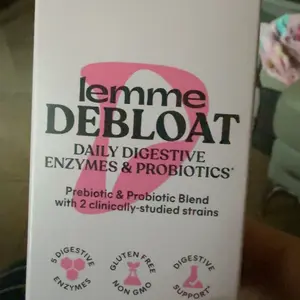 lemme
DEBLOAT
DAILY DIGESTIVE
ENZYMES & PROBIOTICS*
Prebiotic & Probiotic Blend
with 2 clinically-studied strains
5 DIGESTIVE
ENZYMES
GLUTEN FREE
NON GMO
DIGESTIVE
SUPPORT*